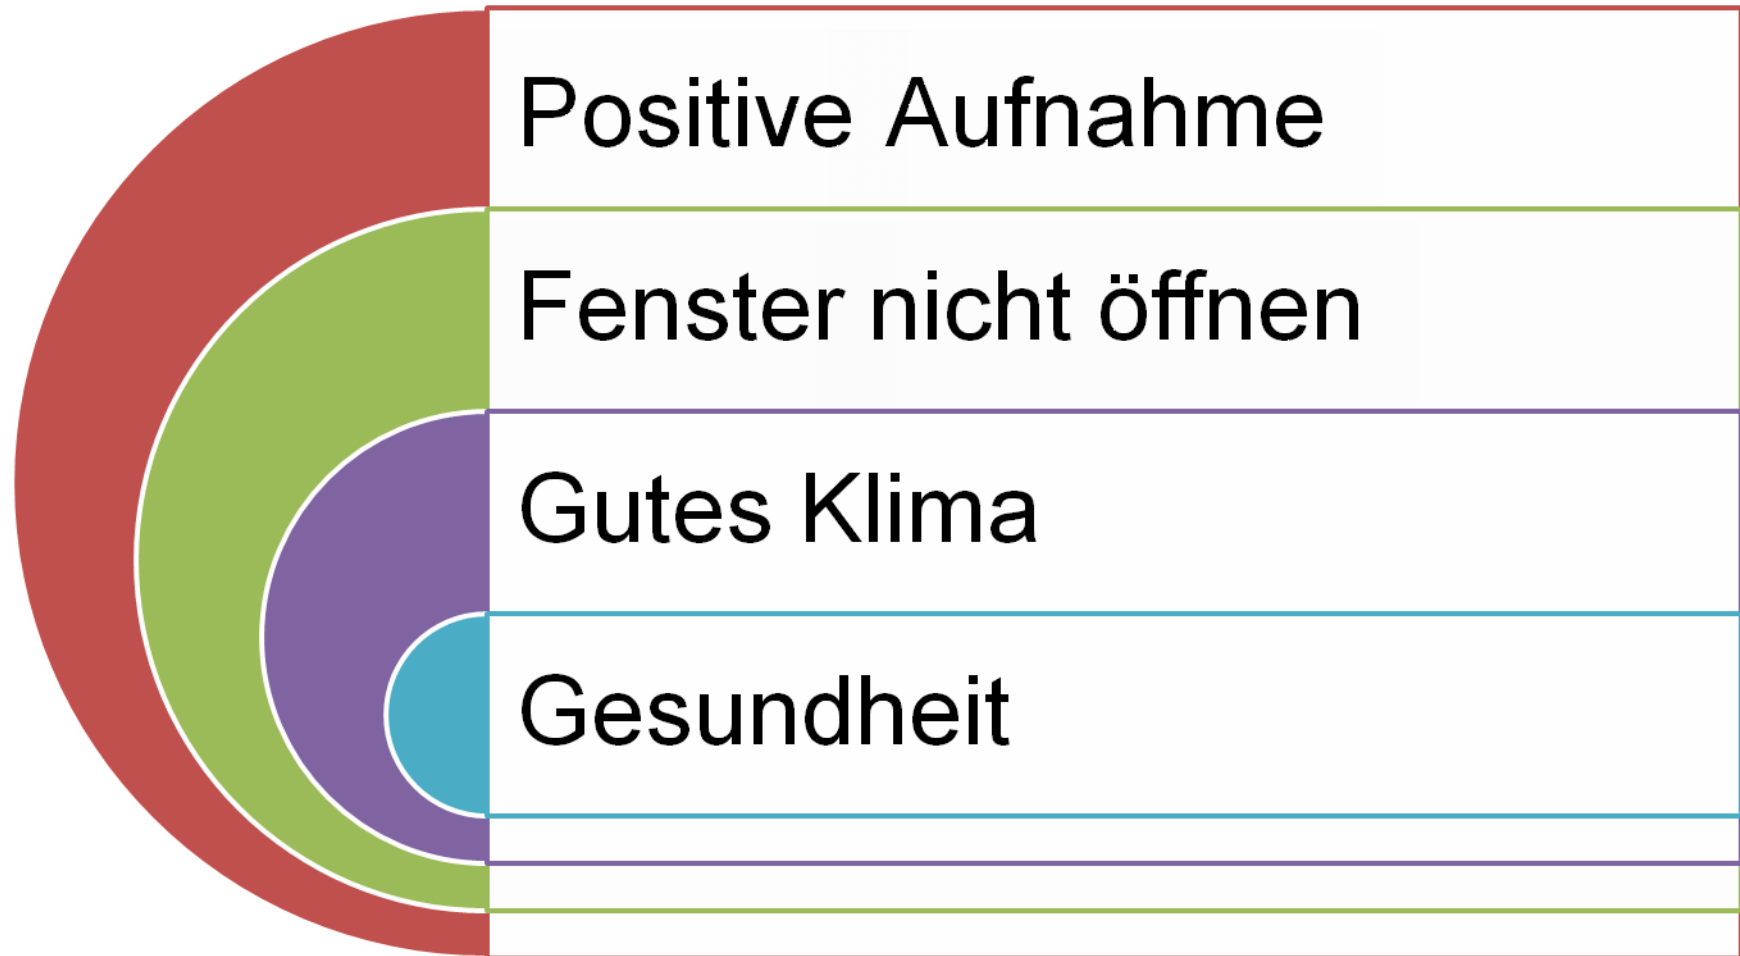 Positive Aufnahme
Fenster nicht öffnen
Gutes Klima
Gesundheit